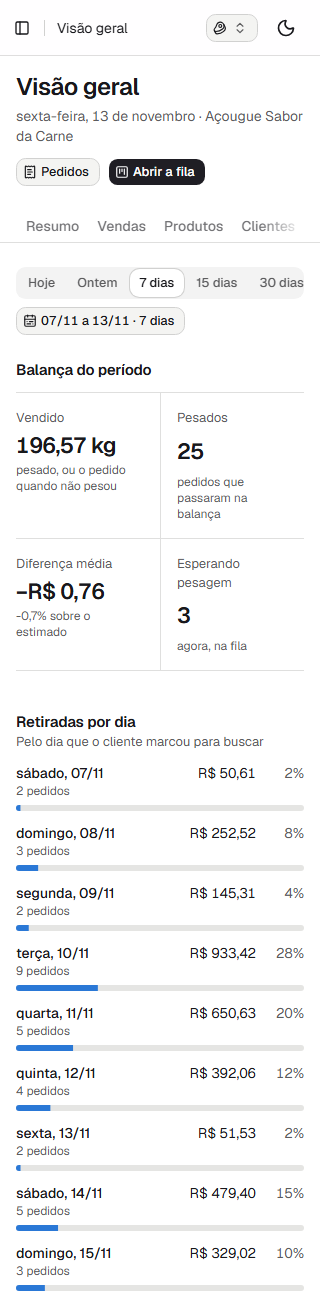 Visão geral
Visão geral
sexta-feira, 13 de novembro · Açougue Sabor
da Carne
Pedidos
Abrir a fila
Resumo Vendas Produtos Clientes
Hoje Ontem 7 dias 15 dias 30 dias
07/11 a 13/11 · 7 dias
Balança do período
Vendido
196,57 kg
pesado, ou o pedido
quando não pesou
Pesados
25
pedidos que
passaram na
balança
Diferença média
−R$ 0,76
-0,7% sobre o
estimado
Esperando
pesagem
3
agora, na fila
Retiradas por dia
Pelo dia que o cliente marcou para buscar
sábado, 07/11 R$ 50,61 2%
2 pedidos
domingo, 08/11 R$ 252,52 8%
3 pedidos
segunda, 09/11 R$ 145,31 4%
2 pedidos
terça, 10/11 R$ 933,42 28%
9 pedidos
quarta, 11/11 R$ 650,63 20%
5 pedidos
quinta, 12/11 R$ 392,06 12%
4 pedidos
sexta, 13/11 R$ 51,53 2%
2 pedidos
sábado, 14/11 R$ 479,40 15%
5 pedidos
domingo, 15/11 R$ 329,02 10%
3 pedidos